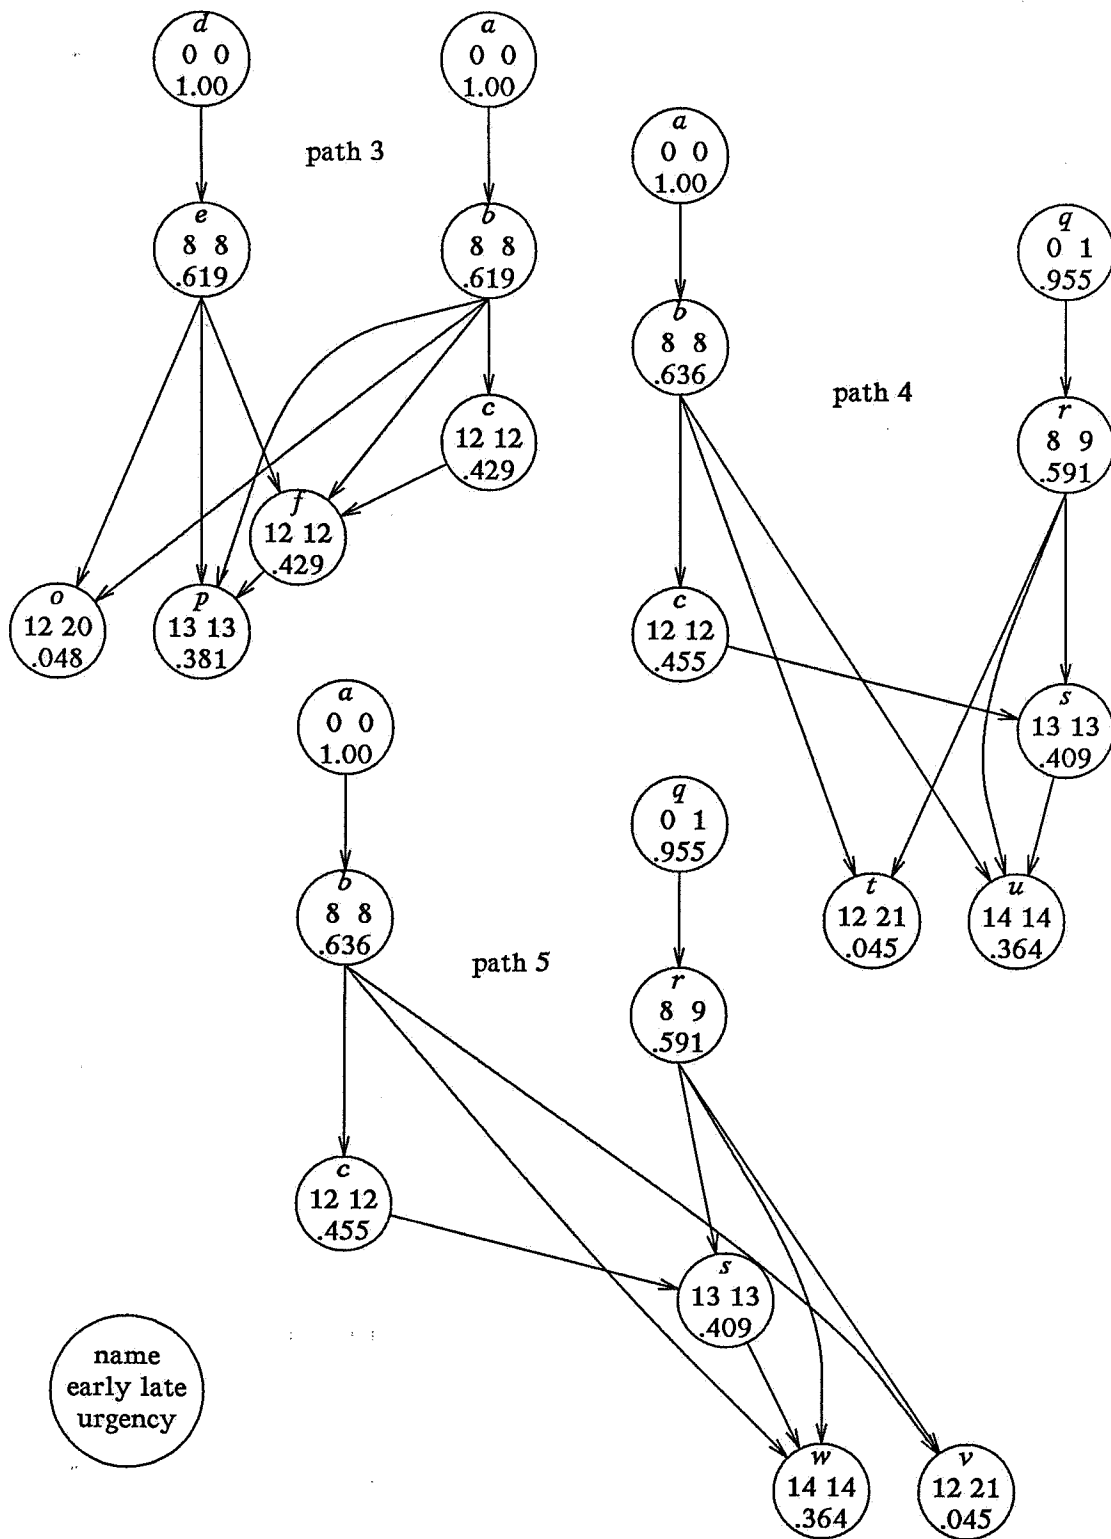 d
0 0
1.00
a
0 0
1.00
path 3
e
8 8
.619
b
8 8
.619
c
12 12
.429
f
12 12
.429
o
12 20
.048
p
13 13
.381
a
0 0
1.00
q
0 1
.955
b
8 8
.636
path 4
r
8 9
.591
c
12 12
.455
s
13 13
.409
t
12 21
.045
u
14 14
.364
a
0 0
1.00
q
0 1
.955
b
8 8
.636
path 5
r
8 9
.591
c
12 12
.455
s
13 13
.409
w
14 14
.364
v
12 21
.045
name
early late
urgency